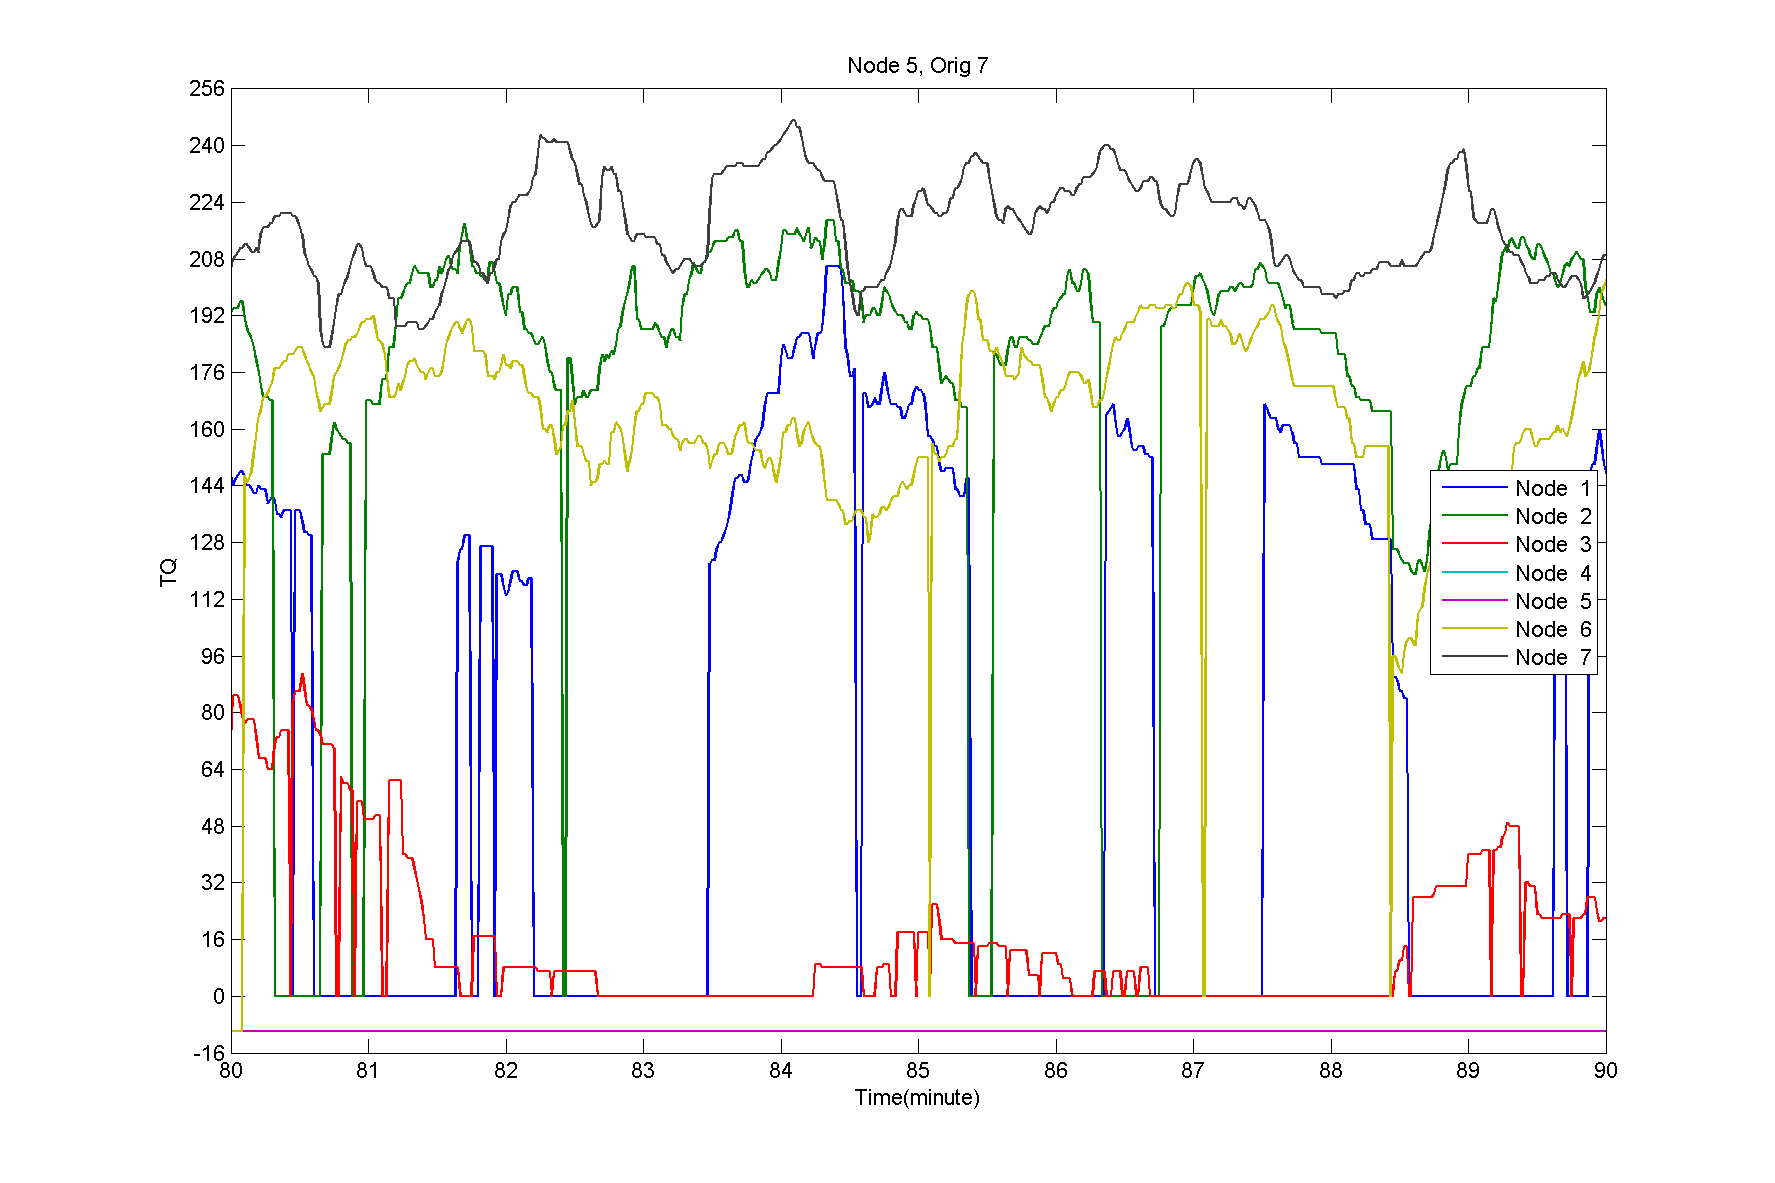 Node 5, Orig 7
256
240
224
208
192
176
160
144
128
112
96
80
64
48
32
16
0
-16
TQ
Node 1
Node 2
Node 3
Node 4
Node 5
Node 6
Node 7
80 81 82 83 84 85 86 87 88 89 90
Time(minute)